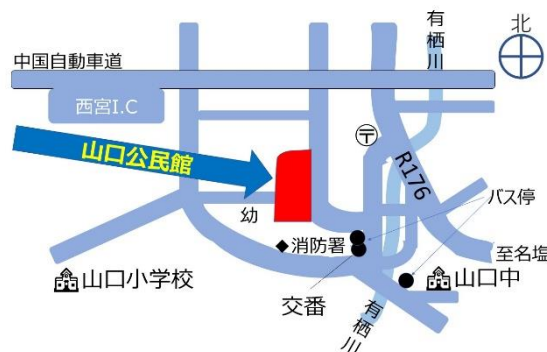 有栖川
北
中国自動車道
西宮I.C
山口公民館
〒
R176
幼
バス停
◆消防署
至名塩
山口小学校
山口中
交番
有栖川